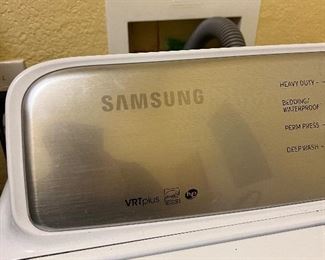 SAMSUNG
HEAVY DUTY
BEDDING/
WATERPROOF
PERM PRESS
DEEP WASH
VRTplus